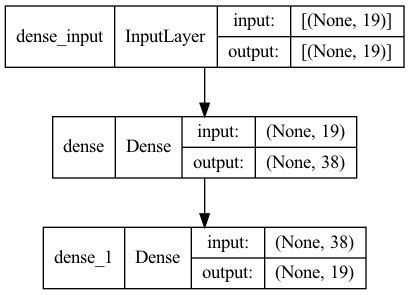 dense_input InputLayer input: [(None, 19)]
output: [(None, 19)]
dense Dense input: (None, 19)
output: (None, 38)
dense_1 Dense input: (None, 38)
output: (None, 19)